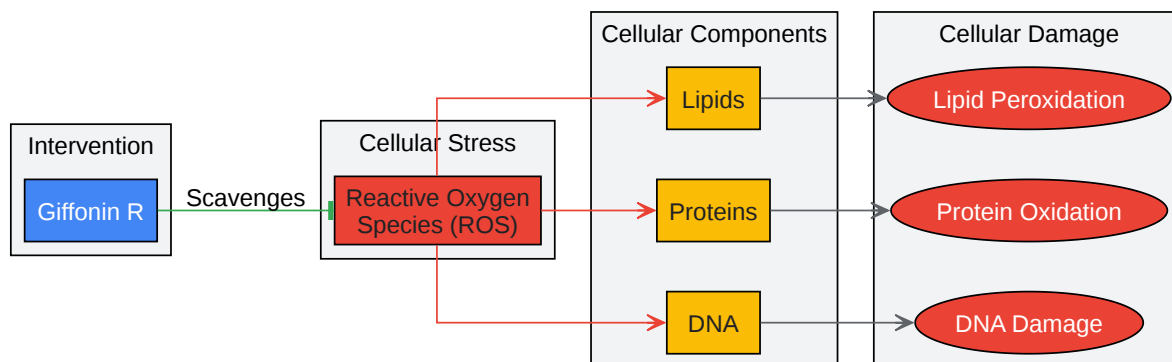 Intervention
Giffonin R
Scavenges
Cellular Stress
Reactive Oxygen
Species (ROS)
Cellular Components
Lipids
Proteins
DNA
Cellular Damage
Lipid Peroxidation
Protein Oxidation
DNA Damage